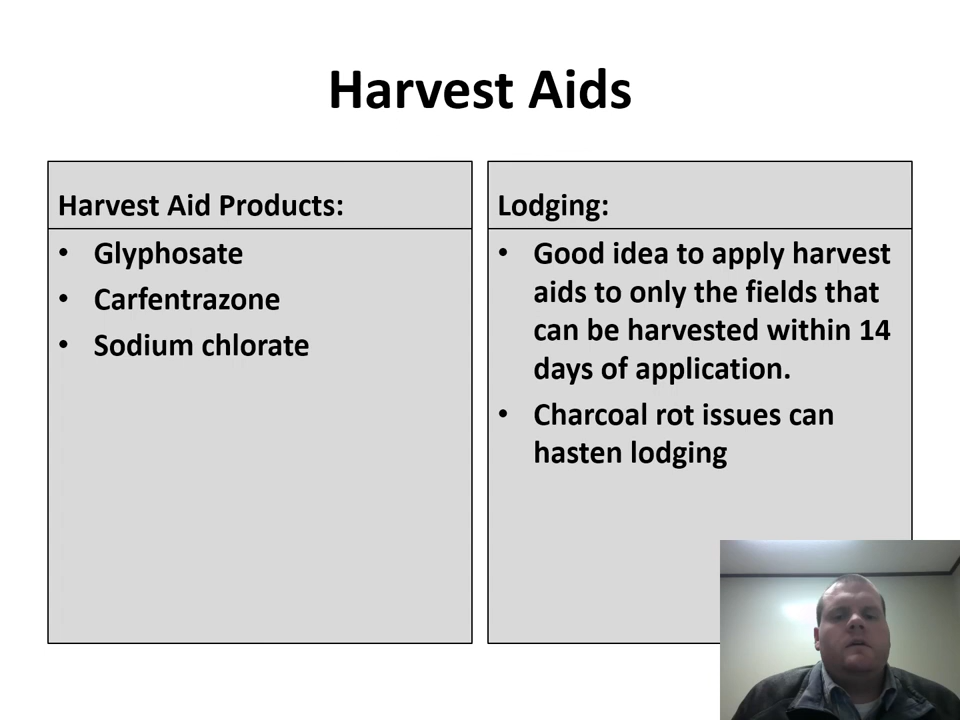 Harvest Aids
Harvest Aid Products:
• Glyphosate
• Carfentrazone
• Sodium chlorate
Lodging:
• Good idea to apply harvest
aids to only the fields that
can be harvested within 14
days of application.
• Charcoal rot issues can
hasten lodging